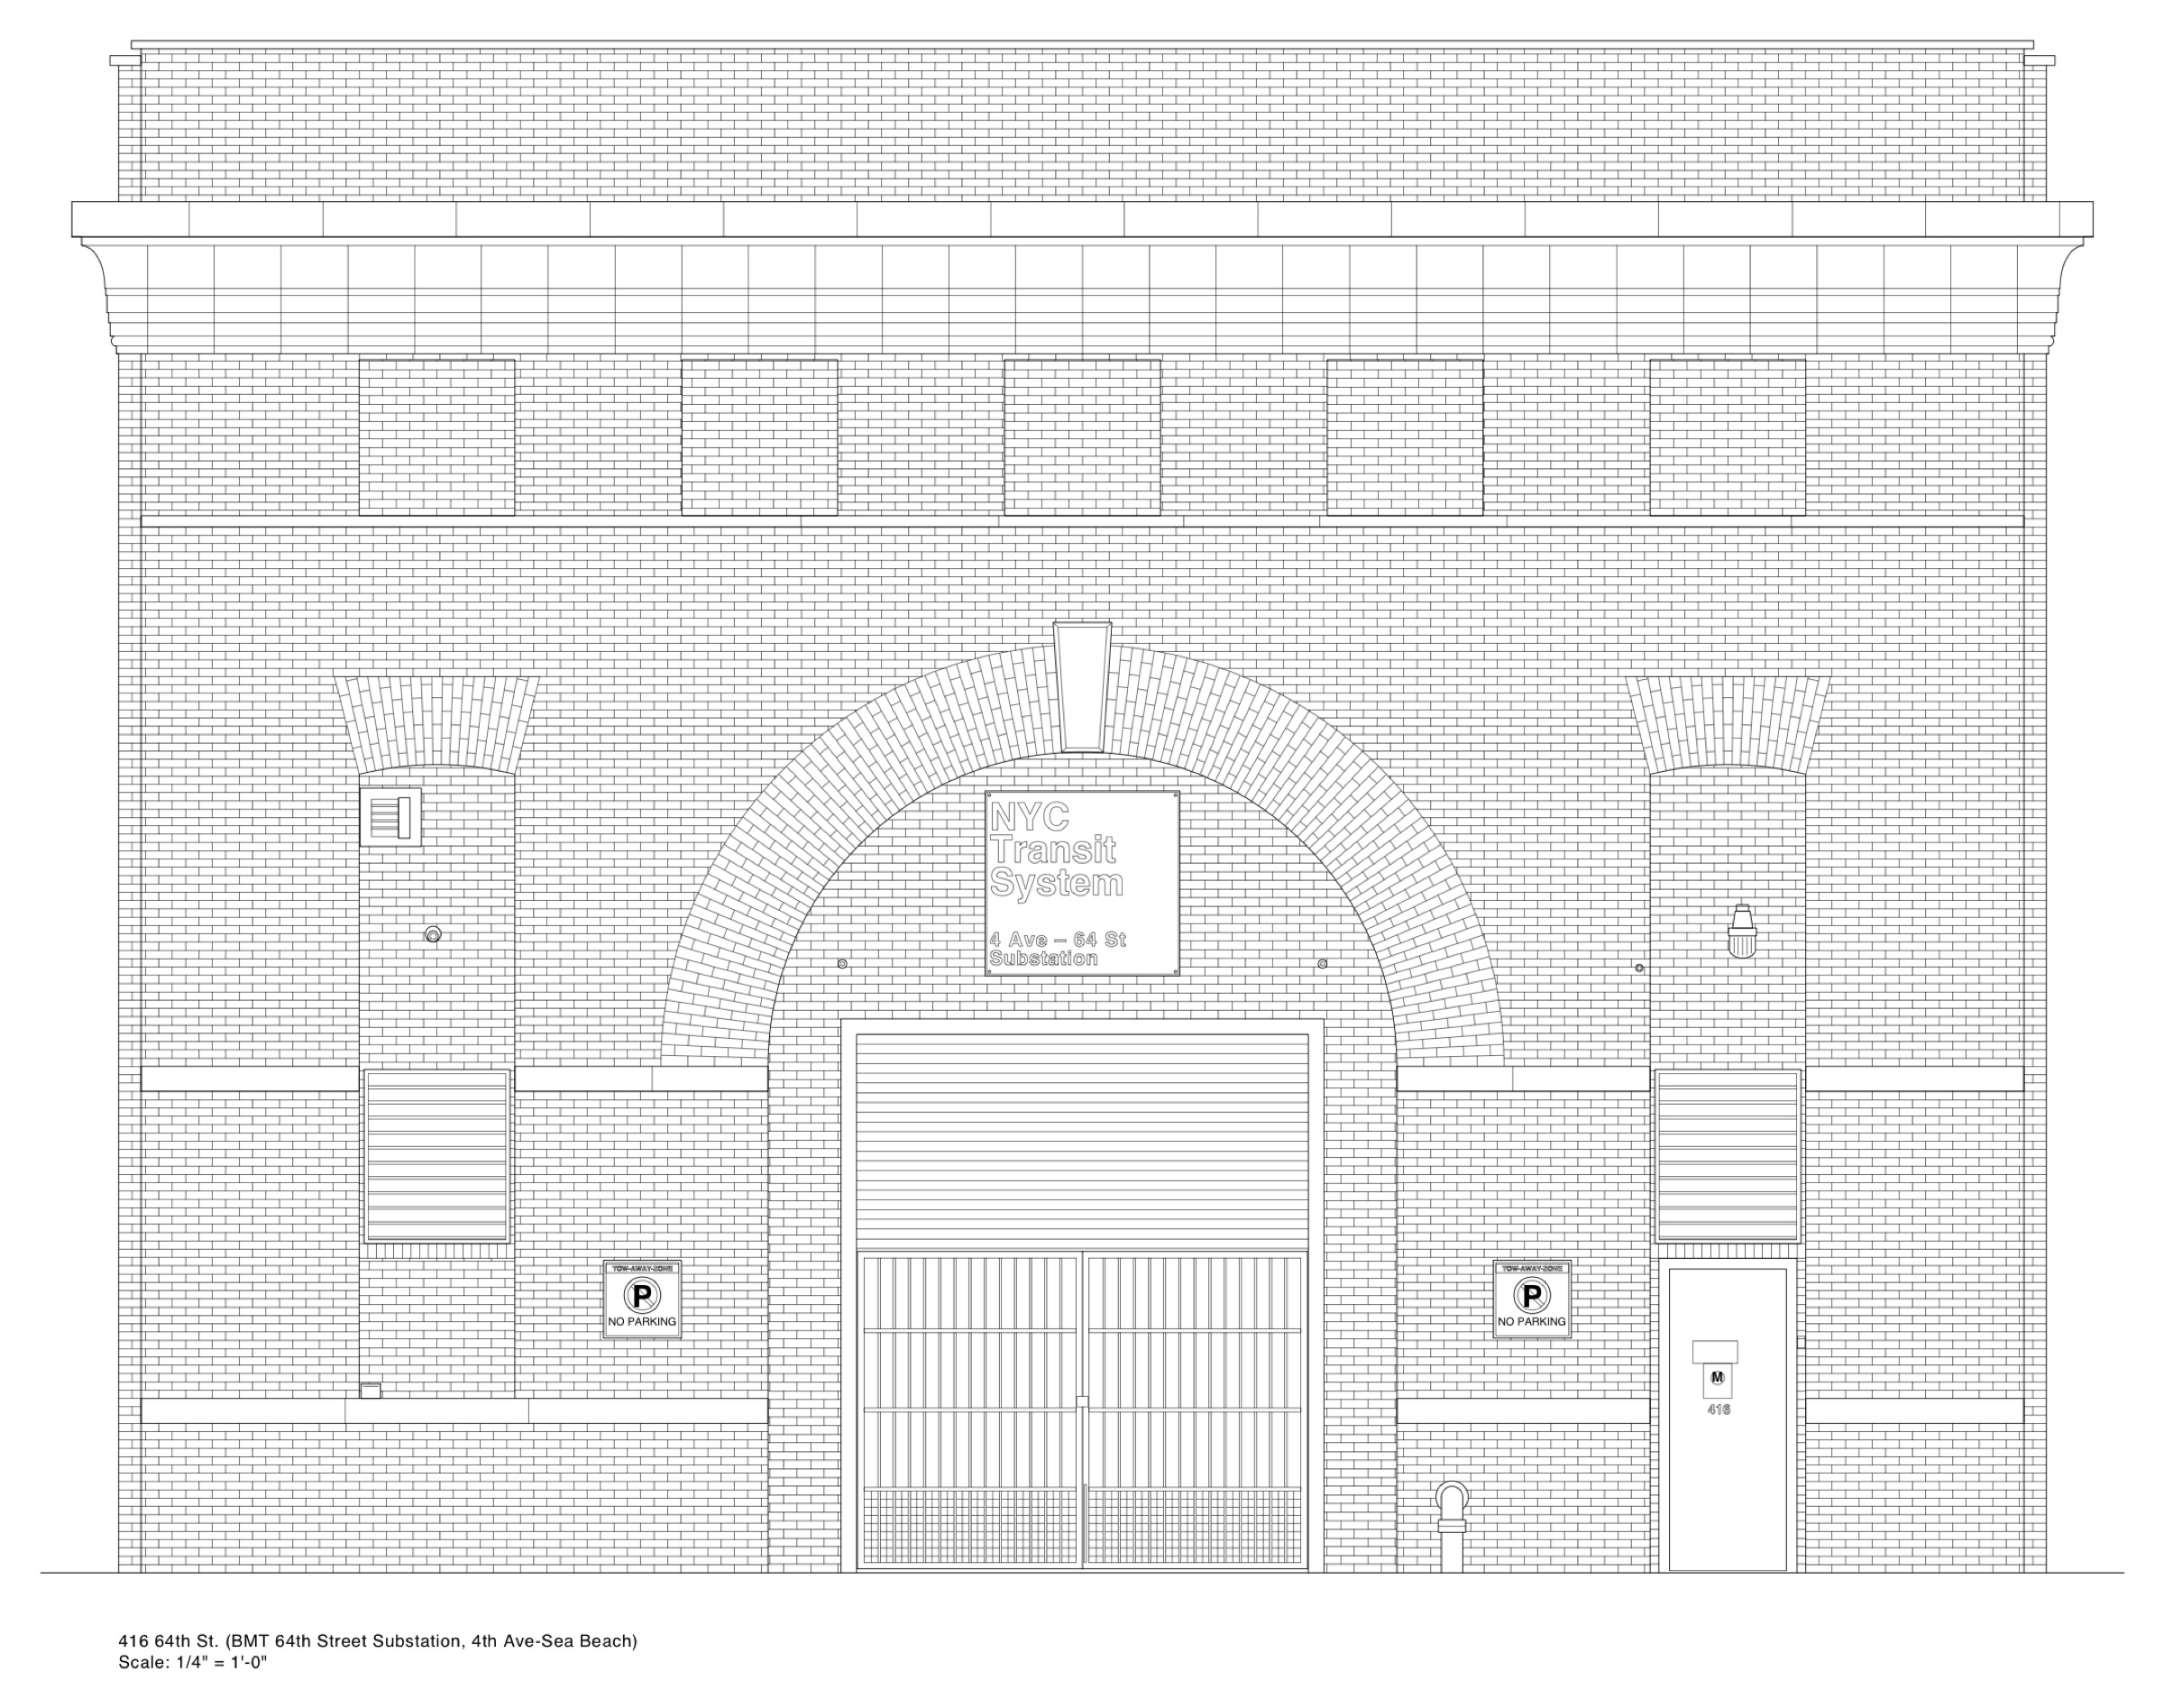 NYC
Transit
System
4 Ave – 64 St
Substation
TOW-AWAY-ZONE
P
NO PARKING
TOW-AWAY-ZONE
P
NO PARKING
M
416
416 64th St. (BMT 64th Street Substation, 4th Ave-Sea Beach)
Scale: 1/4" = 1'-0"